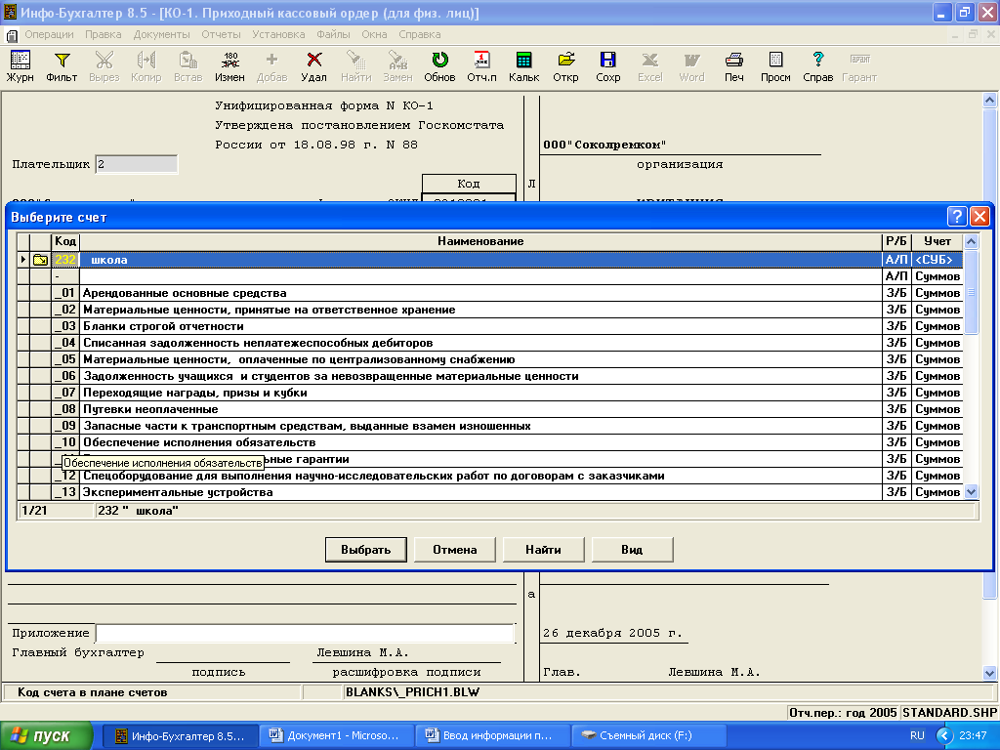 Инфо-Бухгалтер 8.5 - [КО-1. Приходный кассовый ордер (для физ. лиц)]
Операции Правка Документы Отчеты Установка Файлы Окна Справка
Журн Фильт Вырез Копир Встав Измен Добав Удал Найти Замен Обнов Отч.п Кальк Откр Сохр Excel Word Печ Просм Справ Гарант
Унифицированная форма N КО-1
Утверждена постановлением Госкомстата
России от 18.08.98 г. N 88
ООО"Соколремком"
Плательщик 2
организация
Код
Л
Выберите счет
Код Наименование Р/Б Учет
232 школа А/П <СУБ>
- А/П Суммов
_01 Арендованные основные средства З/Б Суммов
_02 Материальные ценности, принятые на ответственное хранение З/Б Суммов
_03 Бланки строгой отчетности З/Б Суммов
_04 Списанная задолженность неплатежеспособных дебиторов З/Б Суммов
_05 Материальные ценности, оплаченные по централизованному снабжению З/Б Суммов
_06 Задолженность учащихся и студентов за невозвращенные материальные ценности З/Б Суммов
_07 Переходящие награды, призы и кубки З/Б Суммов
_08 Путевки неоплаченные З/Б Суммов
_09 Запасные части к транспортным средствам, выданные взамен изношенных З/Б Суммов
_10 Обеспечение исполнения обязательств З/Б Суммов
Обеспечение исполнения обязательств ьные гарантии З/Б Суммов
_12 Спецоборудование для выполнения научно-исследовательских работ по договорам с заказчиками З/Б Суммов
_13 Экспериментальные устройства З/Б Суммов
1/21 232 " школа"
Выбрать Отмена Найти Вид
а
Приложение
26 декабря 2005 г.
Главный бухгалтер Левшина М.А.
подпись расшифровка подписи
Глав. Левшина М.А.
Код счета в плане счетов BLANKS\_PRICH1.BLW
Отч.пер.: год 2005 STANDARD.SHP
пуск Инфо-Бухгалтер 8.5... Документ1 - Microso... Ввод информации п... Съемный диск (F:) RU 23:47